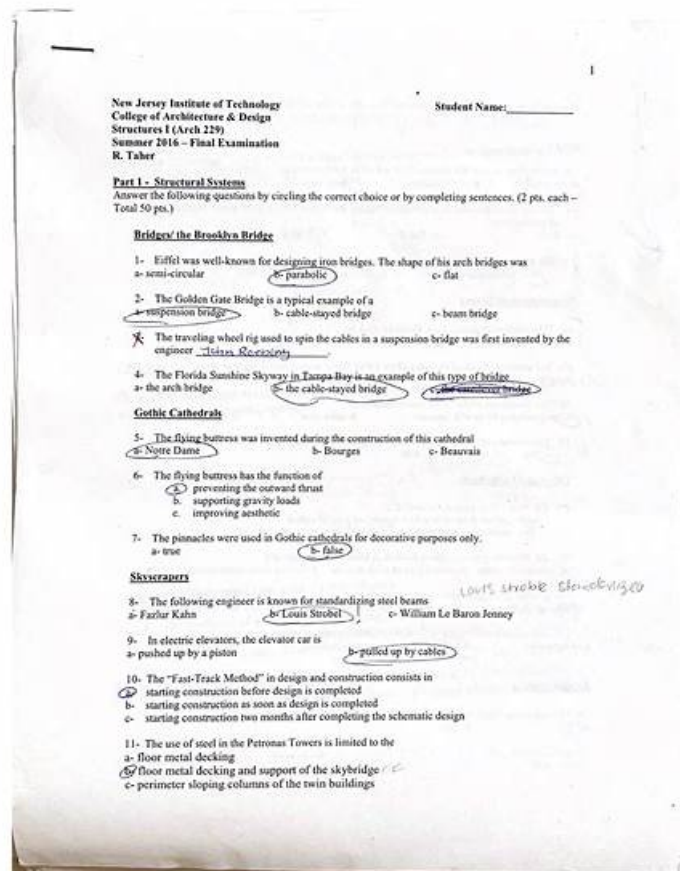 1
New Jersey Institute of Technology
Student Name:__________
College of Architecture & Design
Structures I (Arch 229)
Summer 2016 – Final Examination
R. Taher
Part 1 - Structural Systems
Answer the following questions by circling the correct choice or by completing sentences. (2 pts. each –
Total 50 pts.)
Bridges/ the Brooklyn Bridge
1- Eiffel was well-known for designing iron bridges. The shape of his arch bridges was
a- semi-circular b- parabolic c- flat
2- The Golden Gate Bridge is a typical example of a
a- suspension bridge b- cable-stayed bridge c- beam bridge
The traveling wheel rig used to spin the cables in a suspension bridge was first invented by the
engineer John
4- The Florida Sunshine Skyway in Tampa Bay is an example of this type of bridge
a- the arch bridge b- the cable-stayed bridge c- the cantilever bridge
Gothic Cathedrals
5- The flying buttress was invented during the construction of this cathedral
a- Notre Dame b- Bourges c- Beauvais
6- The flying buttress has the function of
a. preventing the outward thrust
b. supporting gravity loads
c. improving aesthetic
7- The pinnacles were used in Gothic cathedrals for decorative purposes only.
a- true b- false
Skyscrapers
Louis
8- The following engineer is known for standardizing steel beams
a- Fazlur Kahn b- Louis Strobel ! c- William Le Baron Jenney
9- In electric elevators, the elevator car is
a- pushed up by a piston b- pulled up by cables
10- The "Fast-Track Method" in design and construction consists in
a- starting construction before design is completed
b- starting construction as soon as design is completed
c- starting construction two months after completing the schematic design
11- The use of steel in the Petronas Towers is limited to the
a- floor metal decking
b- floor metal decking and support of the skybridge
c- perimeter sloping columns of the twin buildings